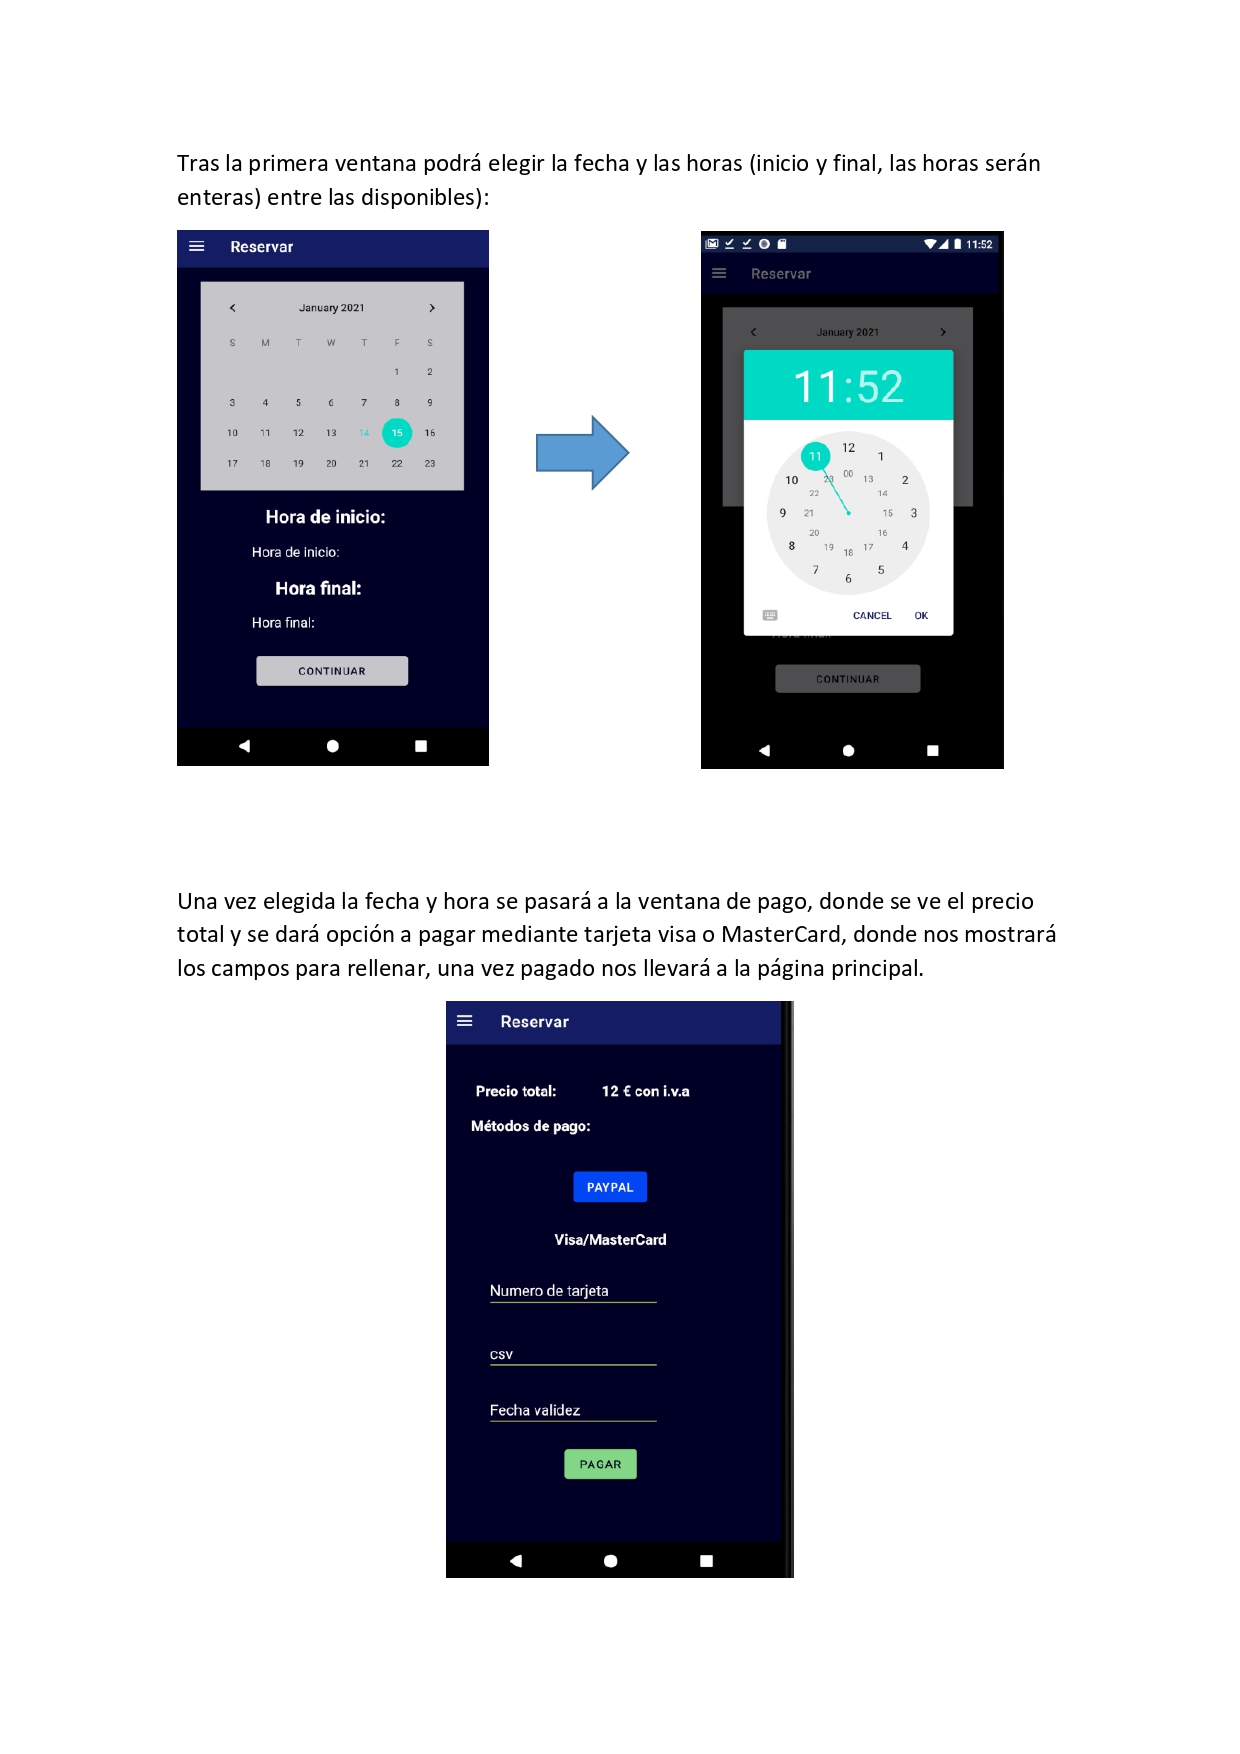 Tras la primera ventana podrá elegir la fecha y las horas (inicio y final, las horas serán
enteras) entre las disponibles):
Reservar
January 2021
S M T W T F S
1 2
3 4 5 6 7 8 9
10 11 12 13 14 15 16
17 18 19 20 21 22 23
Hora de inicio:
Hora de inicio:
Hora final:
Hora final:
CONTINUAR
11:52
Reservar
January 2021
11:52
12
11 1
00
23 13
10 2
22 14
9 21 15 3
20 16
8 4
19 17
18
7 5
6
CANCEL OK
CONTINUAR
Una vez elegida la fecha y hora se pasará a la ventana de pago, donde se ve el precio
total y se dará opción a pagar mediante tarjeta visa o MasterCard, donde nos mostrará
los campos para rellenar, una vez pagado nos llevará a la página principal.
Reservar
Precio total: 12 € con i.v.a
Métodos de pago:
PAYPAL
Visa/MasterCard
Numero de tarjeta
csv
Fecha validez
PAGAR